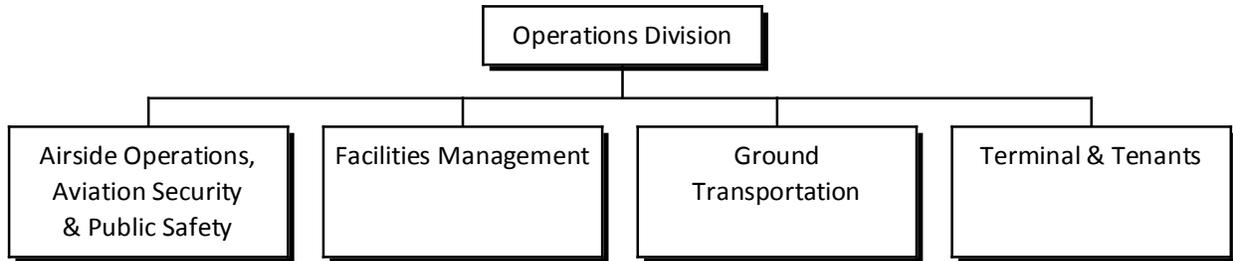 Operations Division
Airside Operations,
Aviation Security
& Public Safety
Facilities Management
Ground
Transportation
Terminal & Tenants